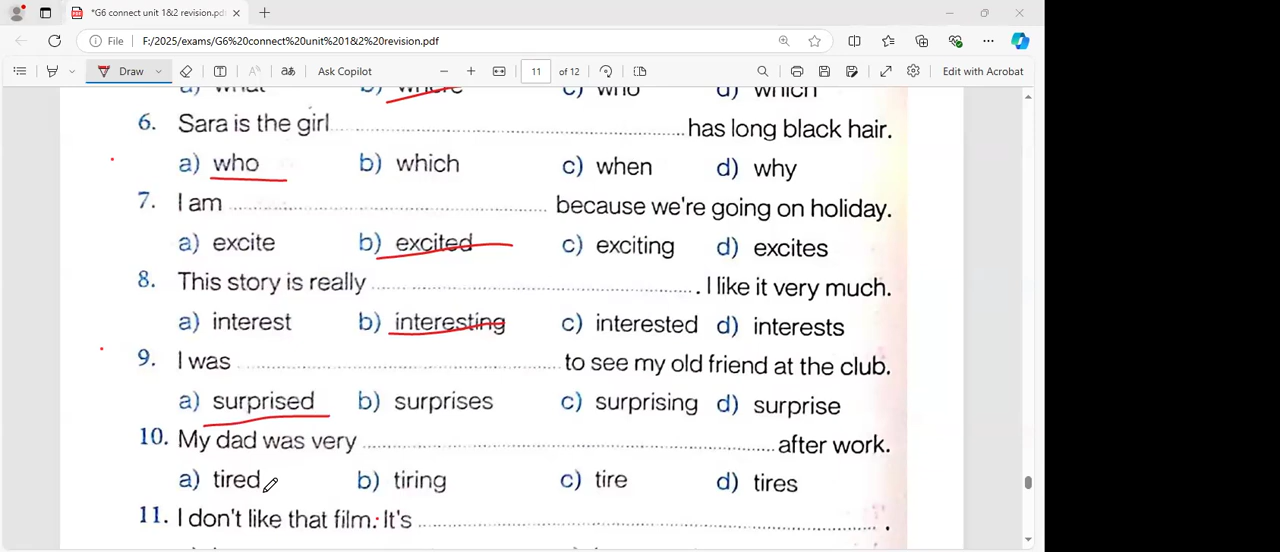 *G6 connect unit 1&2 revision.pdf
File F:/2025/exams/G6%20connect%20unit%201&2%20revision.pdf
Draw Ask Copilot 11 of 12 Edit with Acrobat
a) what b) where c) who d) which
6. Sara is the girl ........ has long black hair.
a) who b) which c) when d) why
7. I am ........ because we're going on holiday.
a) excite b) excited c) exciting d) excites
8. This story is really ........ . I like it very much.
a) interest b) interesting c) interested d) interests
9. I was ........ to see my old friend at the club.
a) surprised b) surprises c) surprising d) surprise
10. My dad was very ........ after work.
a) tired b) tiring c) tire d) tires
11. I don't like that film. It's ........ .